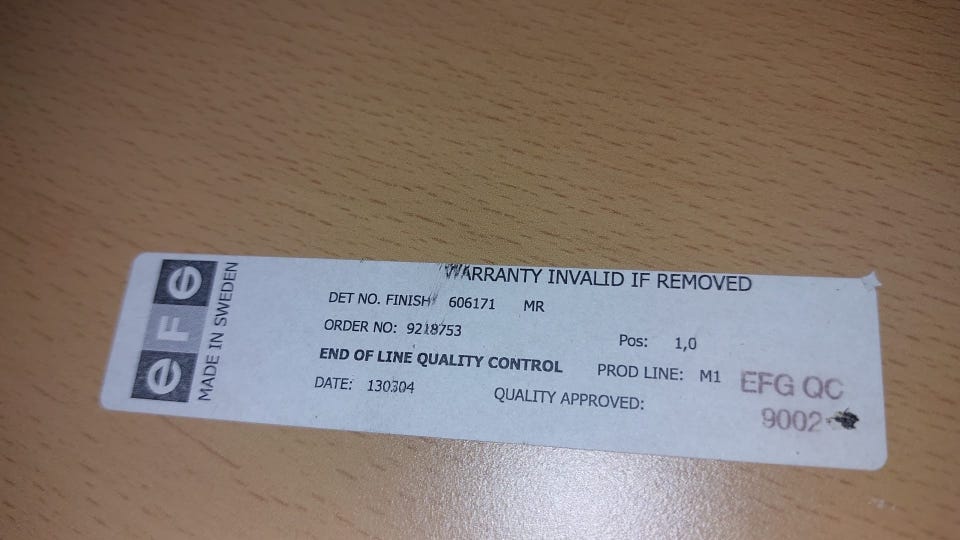 eFG
MADE IN SWEDEN
WARRANTY INVALID IF REMOVED
DET NO. FINISH 606171 MR
ORDER NO: 9218753
Pos: 1,0
END OF LINE QUALITY CONTROL
PROD LINE: M1
DATE: 130304
QUALITY APPROVED:
EFG QC
9002